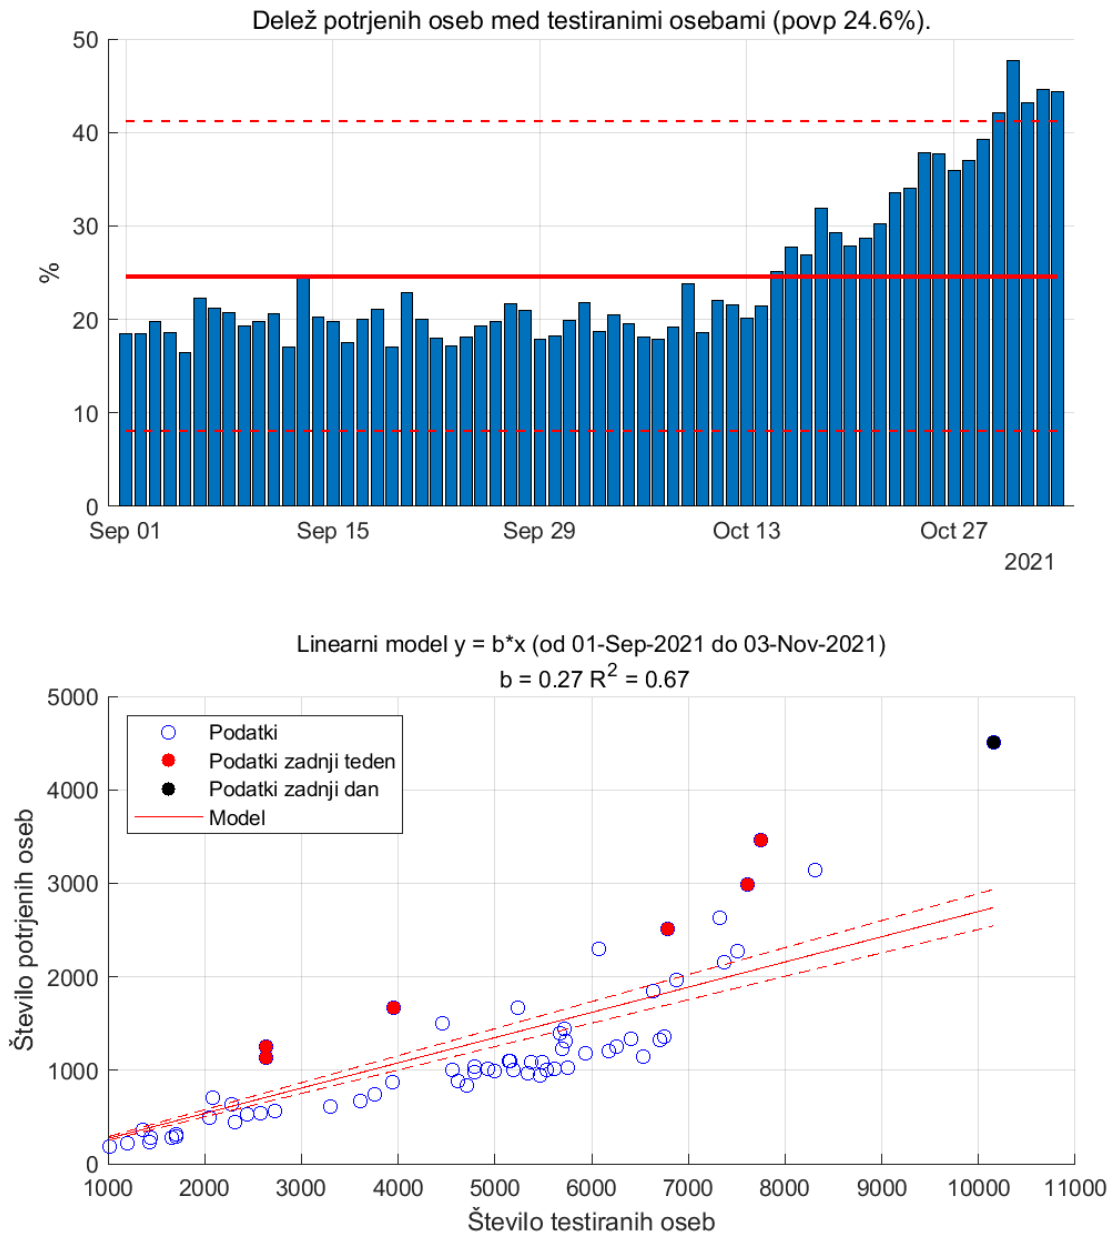 Delež potrjenih oseb med testiranimi osebami (povp 24.6%).
50
40
30
20
10
0
%
Sep 01 Sep 15 Sep 29 Oct 13 Oct 27
2021
Linearni model y = b*x (od 01-Sep-2021 do 03-Nov-2021)
b = 0.27 R² = 0.67
5000
4000
3000
2000
1000
0
Število potrjenih oseb
Podatki
Podatki zadnji teden
Podatki zadnji dan
Model
1000 2000 3000 4000 5000 6000 7000 8000 9000 10000 11000
Število testiranih oseb